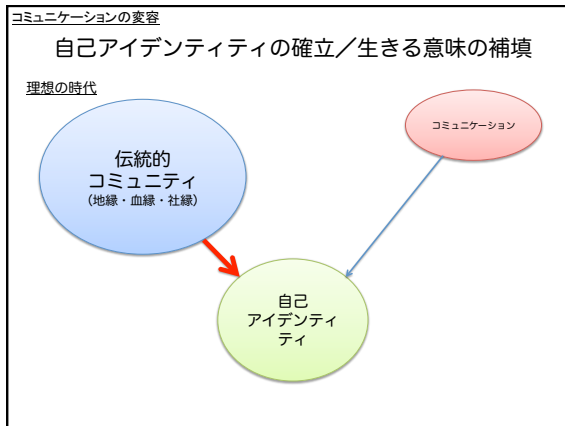 コミュニケーションの変容
自己アイデンティティの確立／生きる意味の補填
理想の時代
コミュニケーション
伝統的
コミュニティ
（地縁・血縁・社縁）
自己
アイデンティ
ティ